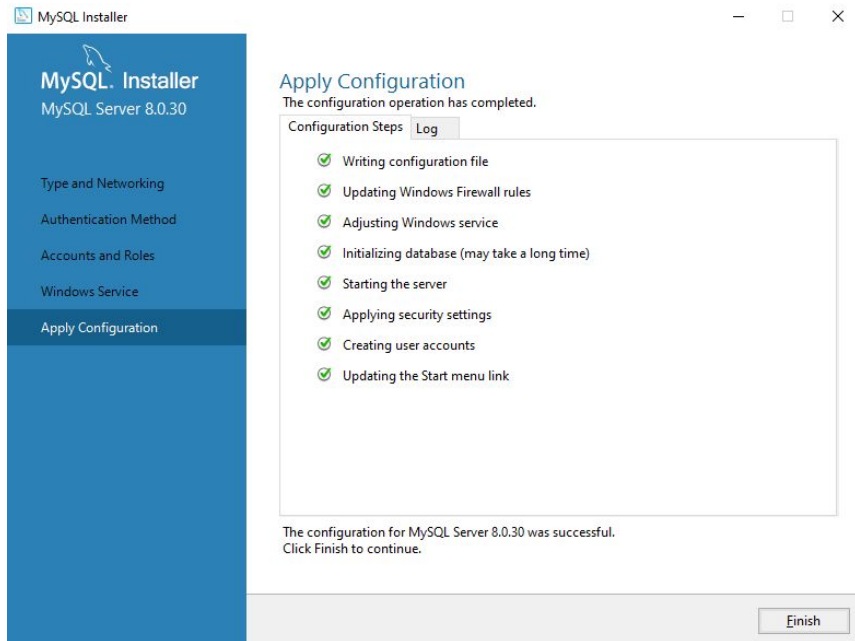 MySQL Installer
MySQL. Installer
MySQL Server 8.0.30
Type and Networking
Authentication Method
Accounts and Roles
Windows Service
Apply Configuration
Apply Configuration
The configuration operation has completed.
Configuration Steps Log
Writing configuration file
Updating Windows Firewall rules
Adjusting Windows service
Initializing database (may take a long time)
Starting the server
Applying security settings
Creating user accounts
Updating the Start menu link
The configuration for MySQL Server 8.0.30 was successful.
Click Finish to continue.
Finish